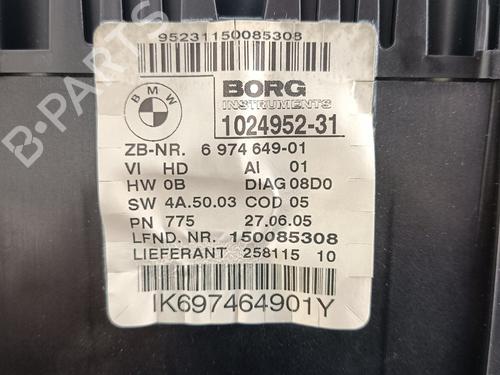 95231150085308
BMW
BORG
INSTRUMENTS
1024952-31
ZB-NR. 6 974 649-01
VI HD AI 01
HW 0B DIAG 08D0
SW 4A.50.03 COD 05
PN 775 27.06.05
LFND. NR. 150085308
LIEFERANT 258115 10
IK697464901Y
B-PARTS